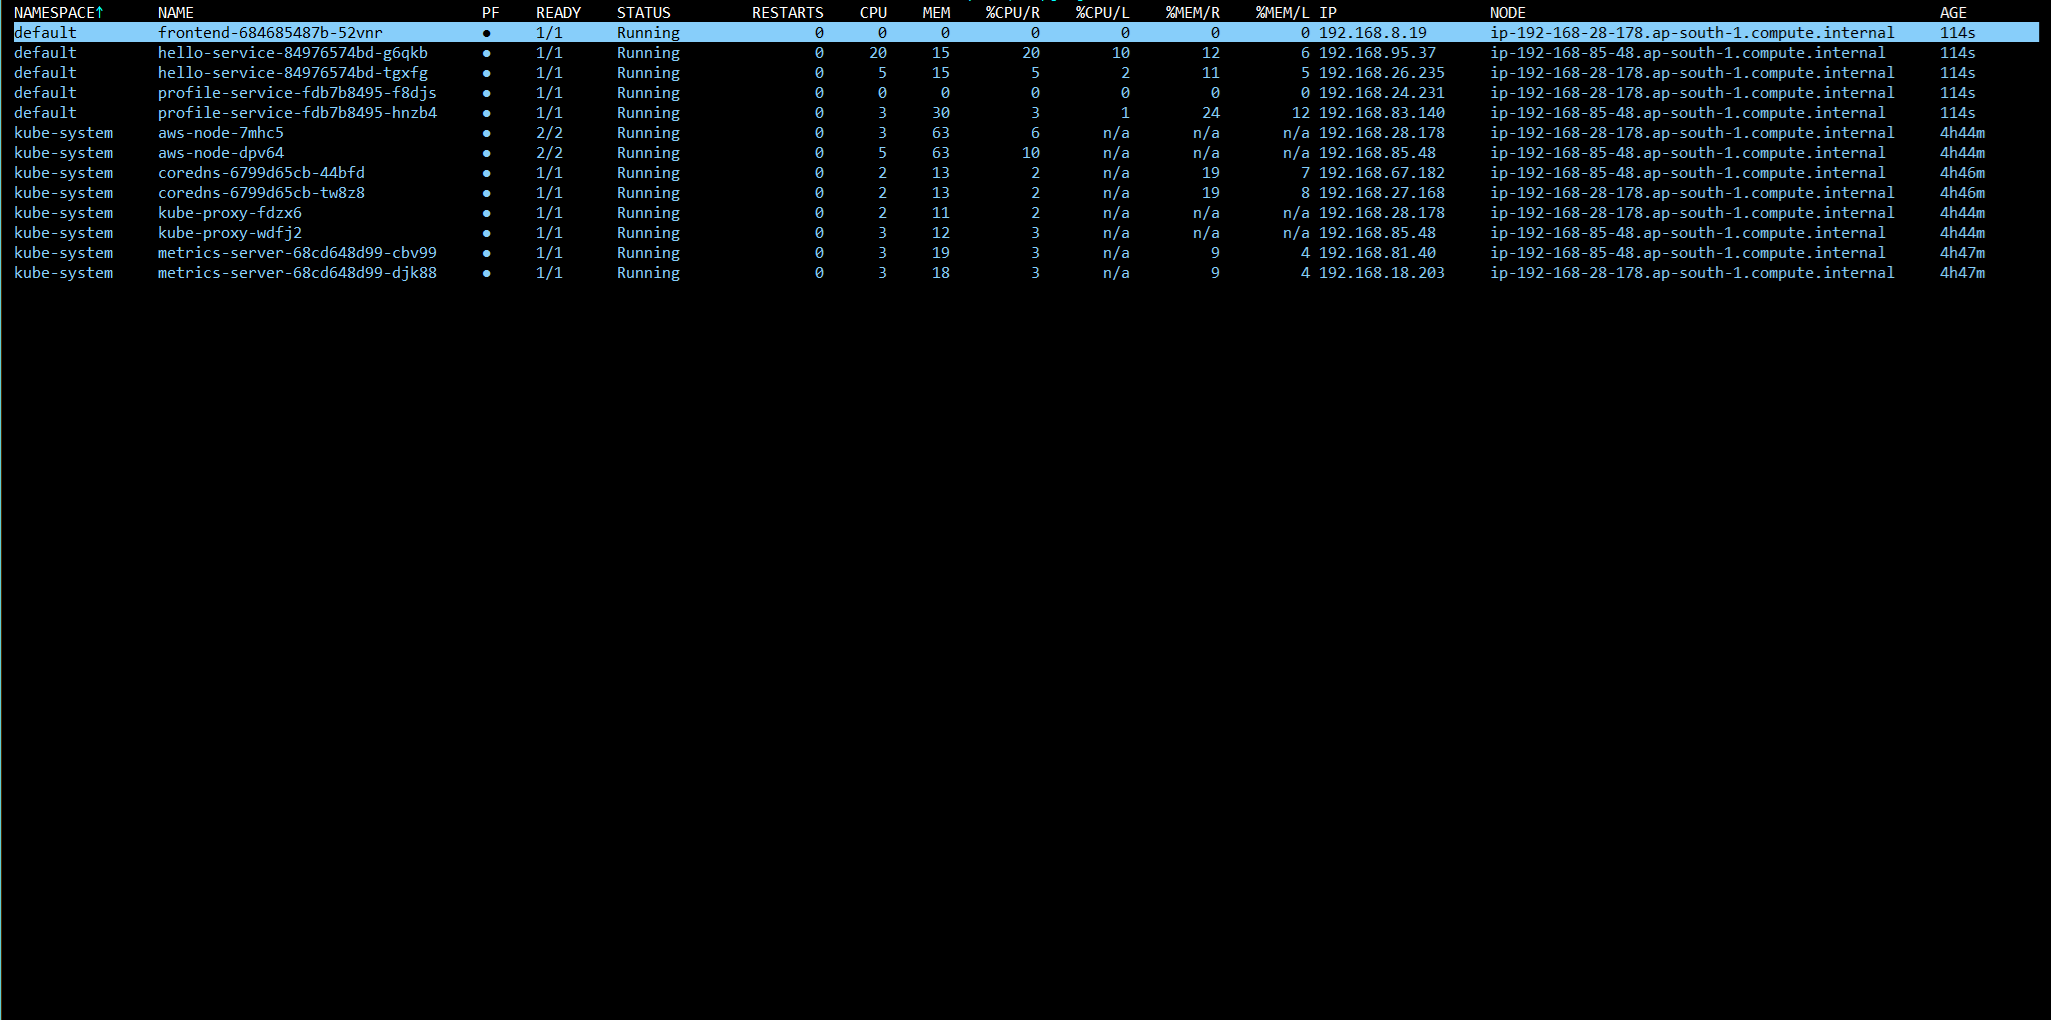 NAMESPACE↑ NAME PF READY STATUS RESTARTS CPU MEM %CPU/R %CPU/L %MEM/R %MEM/L IP NODE AGE
default frontend-684685487b-52vnr ● 1/1 Running 0 0 0 0 0 0 0 192.168.8.19 ip-192-168-28-178.ap-south-1.compute.internal 114s
default hello-service-84976574bd-g6qkb ● 1/1 Running 0 20 15 20 10 12 6 192.168.95.37 ip-192-168-85-48.ap-south-1.compute.internal 114s
default hello-service-84976574bd-tgxfg ● 1/1 Running 0 5 15 5 2 11 5 192.168.26.235 ip-192-168-28-178.ap-south-1.compute.internal 114s
default profile-service-fdb7b8495-f8djs ● 1/1 Running 0 0 0 0 0 0 0 192.168.24.231 ip-192-168-28-178.ap-south-1.compute.internal 114s
default profile-service-fdb7b8495-hnzb4 ● 1/1 Running 0 3 30 3 1 24 12 192.168.83.140 ip-192-168-85-48.ap-south-1.compute.internal 114s
kube-system aws-node-7mhc5 ● 2/2 Running 0 3 63 6 n/a n/a n/a 192.168.28.178 ip-192-168-28-178.ap-south-1.compute.internal 4h44m
kube-system aws-node-dpv64 ● 2/2 Running 0 5 63 10 n/a n/a n/a 192.168.85.48 ip-192-168-85-48.ap-south-1.compute.internal 4h44m
kube-system coredns-6799d65cb-44bfd ● 1/1 Running 0 2 13 2 n/a 19 7 192.168.67.182 ip-192-168-85-48.ap-south-1.compute.internal 4h46m
kube-system coredns-6799d65cb-tw8z8 ● 1/1 Running 0 2 13 2 n/a 19 8 192.168.27.168 ip-192-168-28-178.ap-south-1.compute.internal 4h46m
kube-system kube-proxy-fdzx6 ● 1/1 Running 0 2 11 2 n/a n/a n/a 192.168.28.178 ip-192-168-28-178.ap-south-1.compute.internal 4h44m
kube-system kube-proxy-wdfj2 ● 1/1 Running 0 3 12 3 n/a n/a n/a 192.168.85.48 ip-192-168-85-48.ap-south-1.compute.internal 4h44m
kube-system metrics-server-68cd648d99-cbv99 ● 1/1 Running 0 3 19 3 n/a 9 4 192.168.81.40 ip-192-168-85-48.ap-south-1.compute.internal 4h47m
kube-system metrics-server-68cd648d99-djk88 ● 1/1 Running 0 3 18 3 n/a 9 4 192.168.18.203 ip-192-168-28-178.ap-south-1.compute.internal 4h47m